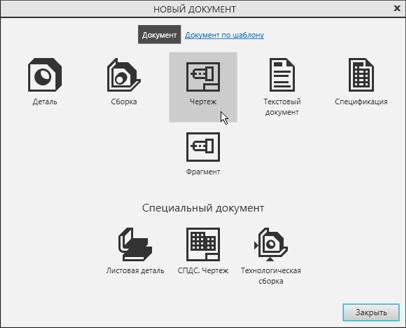 НОВЫЙ ДОКУМЕНТ
Документ Документ по шаблону
Деталь Сборка Чертеж Текстовый документ Спецификация
Фрагмент
Специальный документ
Листовая деталь СПДС. Чертеж Технологическая сборка
Закрыть